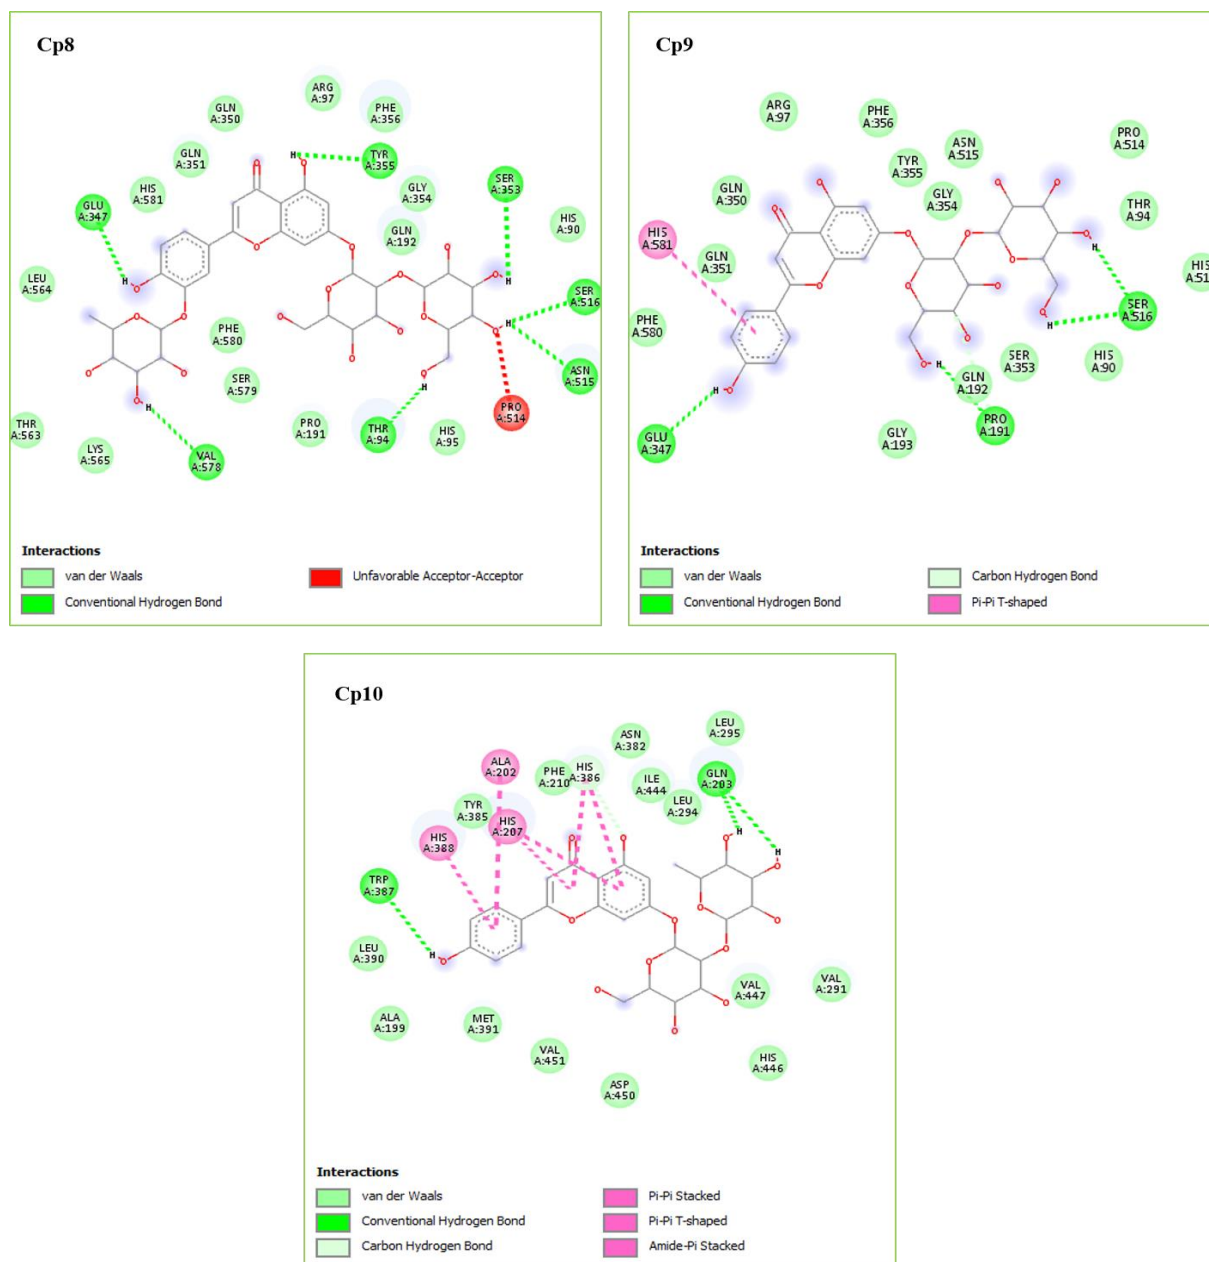 Cp8
ARG
A:97
GLN
A:350
PHE
A:356
GLN
A:351
TYR
A:355
HIS
A:581
GLY
A:354
SER
A:353
GLU
A:347
GLN
A:192
HIS
A:90
LEU
A:564
SER
A:516
PHE
A:580
ASN
A:515
SER
A:579
PRO
A:514
THR
A:563
LYS
A:565
VAL
A:578
PRO
A:191
THR
A:94
HIS
A:95
H
O
O
O
O
H
O
O
O
O
O
O
O
O
O
O
O
O
O
O
H
H
H
H
Interactions
van der Waals
Conventional Hydrogen Bond
Unfavorable Acceptor-Acceptor
Cp9
ARG
A:97
PHE
A:356
ASN
A:515
PRO
A:514
TYR
A:355
GLN
A:350
GLY
A:354
THR
A:94
HIS
A:581
GLN
A:351
HIS
A:51
SER
A:516
PHE
A:580
SER
A:353
HIS
A:90
GLN
A:192
GLU
A:347
GLY
A:193
PRO
A:191
Interactions
van der Waals
Conventional Hydrogen Bond
Carbon Hydrogen Bond
Pi-Pi T-shaped
Cp10
ASN
A:382
LEU
A:295
ALA
A:202
PHE
A:210
HIS
A:386
ILE
A:444
GLN
A:203
TYR
A:385
LEU
A:294
HIS
A:207
HIS
A:388
TRP
A:387
LEU
A:390
VAL
A:447
VAL
A:291
ALA
A:199
MET
A:391
VAL
A:451
HIS
A:446
ASP
A:450
Interactions
van der Waals
Conventional Hydrogen Bond
Carbon Hydrogen Bond
Pi-Pi Stacked
Pi-Pi T-shaped
Amide-Pi Stacked